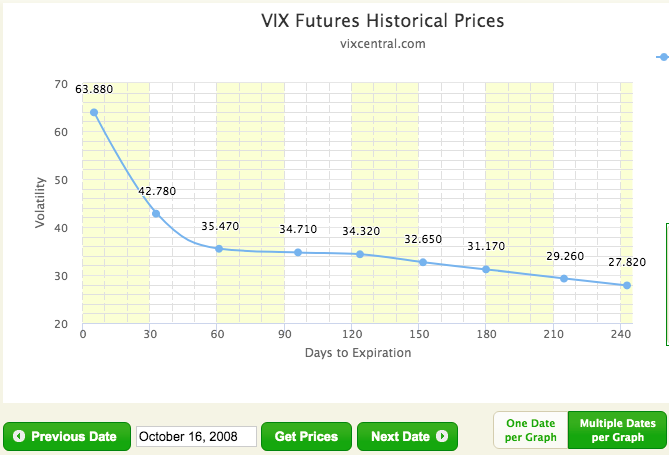 VIX Futures Historical Prices
vixcentral.com
70
60
50
40
30
20
Volatility
63.880
42.780
35.470
34.710
34.320
32.650
31.170
29.260
27.820
0 30 60 90 120 150 180 210 240
Days to Expiration
Previous Date
October 16, 2008
Get Prices
Next Date
One Date
per Graph
Multiple Dates
per Graph